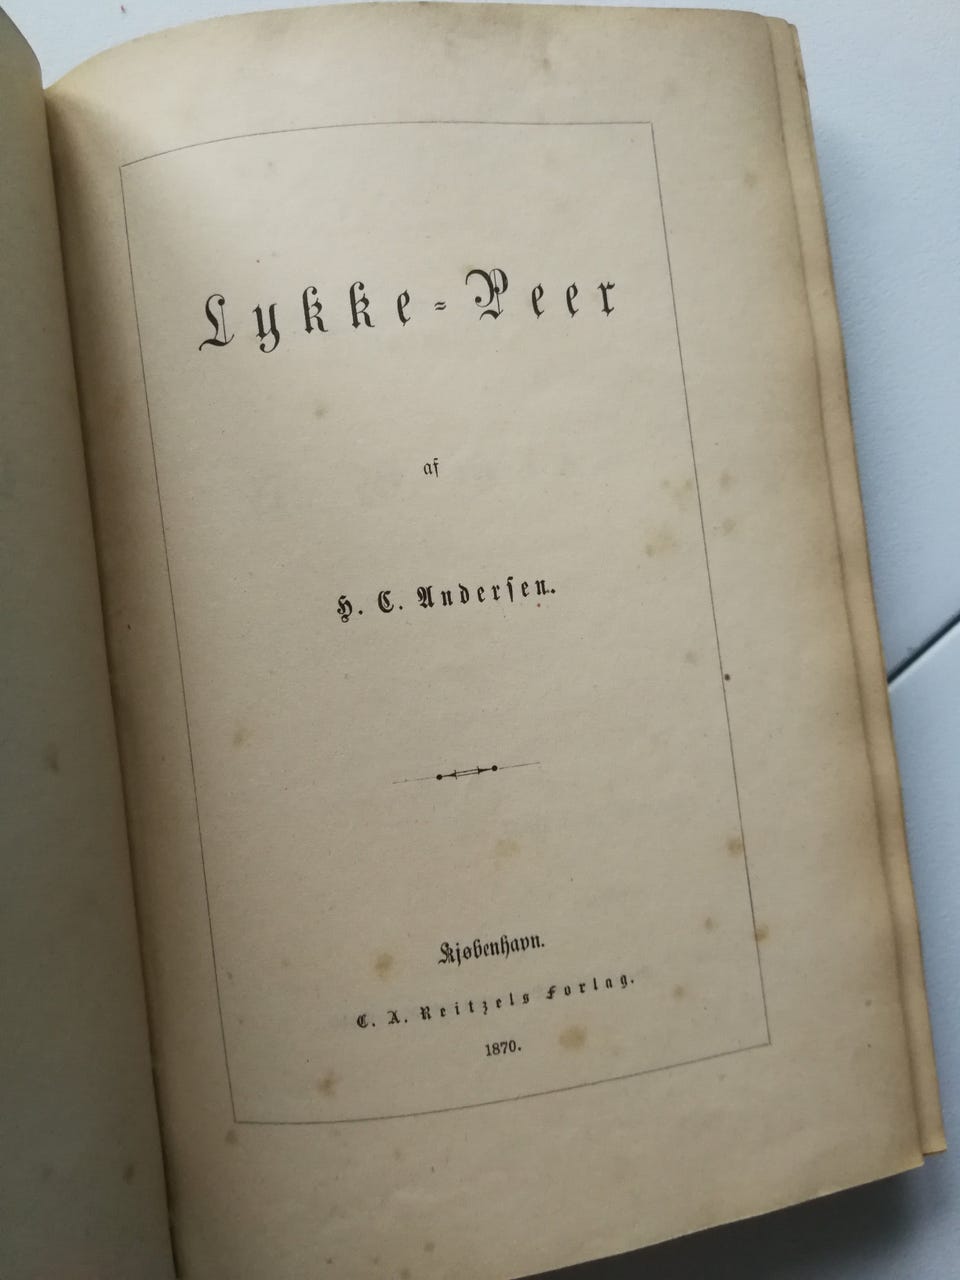 Lykke-Peer
af
H. C. Anderſen.
Kjøbenhavn.
C. A. Reitzels Forlag.
1870.